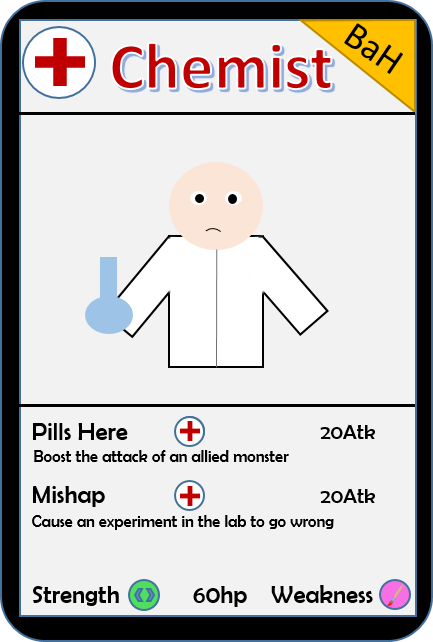 Chemist
BaH
Pills Here 20Atk
Boost the attack of an allied monster
Mishap 20Atk
Cause an experiment in the lab to go wrong
Strength 60hp Weakness